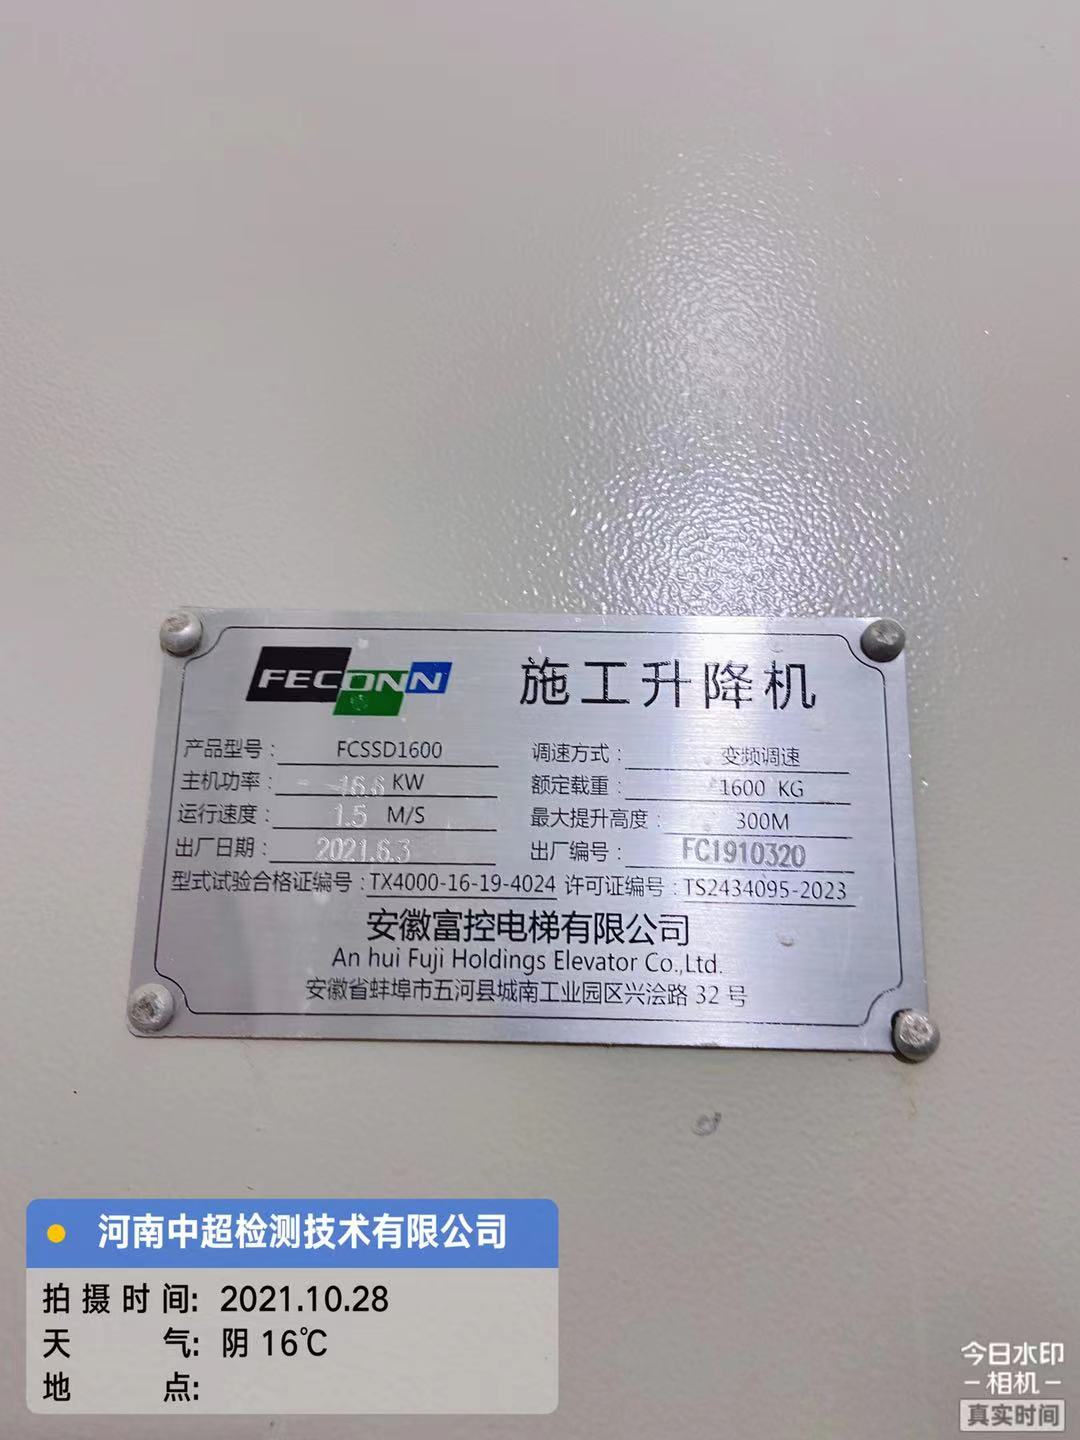 FECONN 施工升降机
产品型号: FCSSD1600 调速方式: 变频调速
主机功率: 16.6 KW 额定载重: 1600 KG
运行速度: 1.5 M/S 最大提升高度: 300M
出厂日期: 2021.6.3 出厂编号: FC1910320
型式试验合格证编号: TX4000-16-19-4024 许可证编号: TS2434095-2023
安徽富控电梯有限公司
An hui Fuji Holdings Elevator Co.,Ltd.
安徽省蚌埠市五河县城南工业园区兴浍路 32 号
河南中超检测技术有限公司
拍摄时间: 2021.10.28
天气: 阴 16℃
地点:
今日水印
-相机-
真实时间